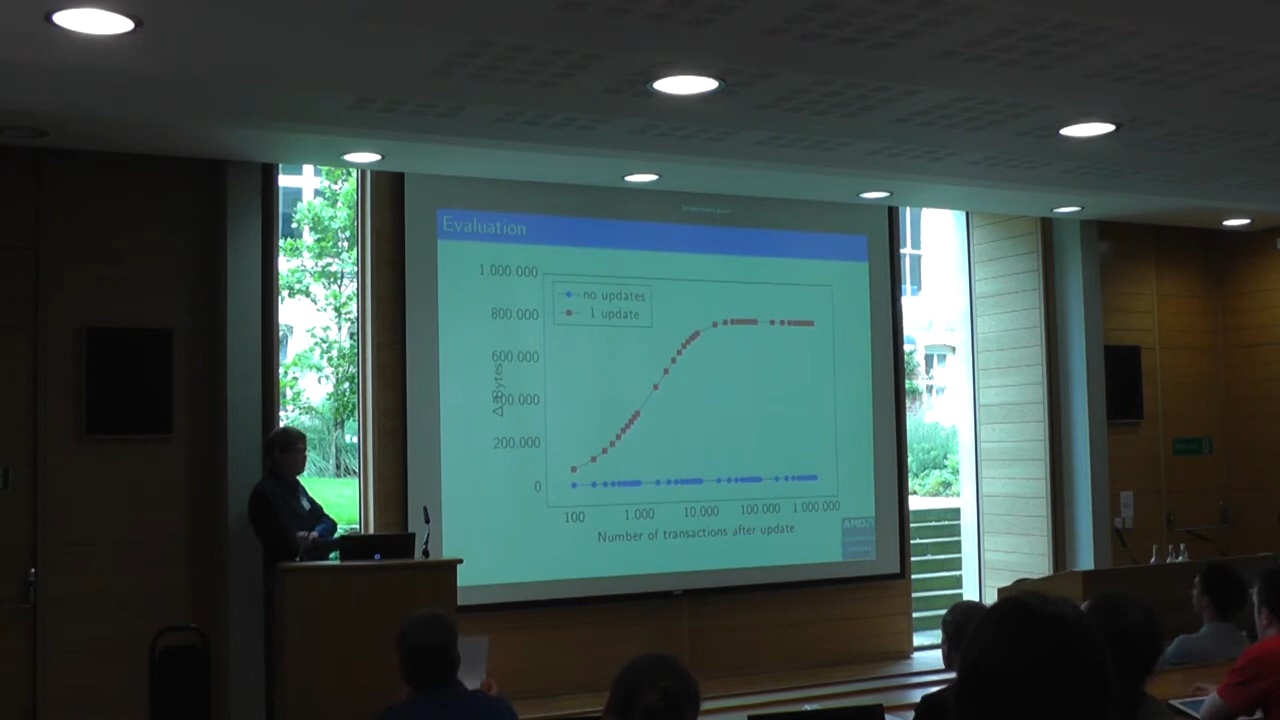 Evaluation
1 000.000
800.000
600.000
400.000
200.000
0
Δ Bytes
no updates
1 update
100
1.000
10.000
100.000
1.000.000
Number of transactions after update